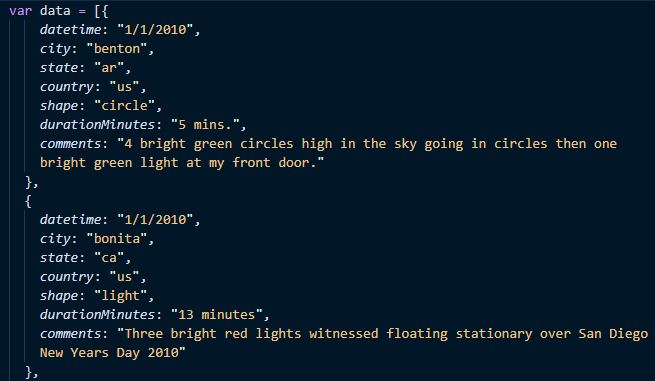 var data = [{
datetime: "1/1/2010",
city: "benton",
state: "ar",
country: "us",
shape: "circle",
durationMinutes: "5 mins.",
comments: "4 bright green circles high in the sky going in circles then one
bright green light at my front door."
},
{
datetime: "1/1/2010",
city: "bonita",
state: "ca",
country: "us",
shape: "light",
durationMinutes: "13 minutes",
comments: "Three bright red lights witnessed floating stationary over San Diego
New Years Day 2010"
},